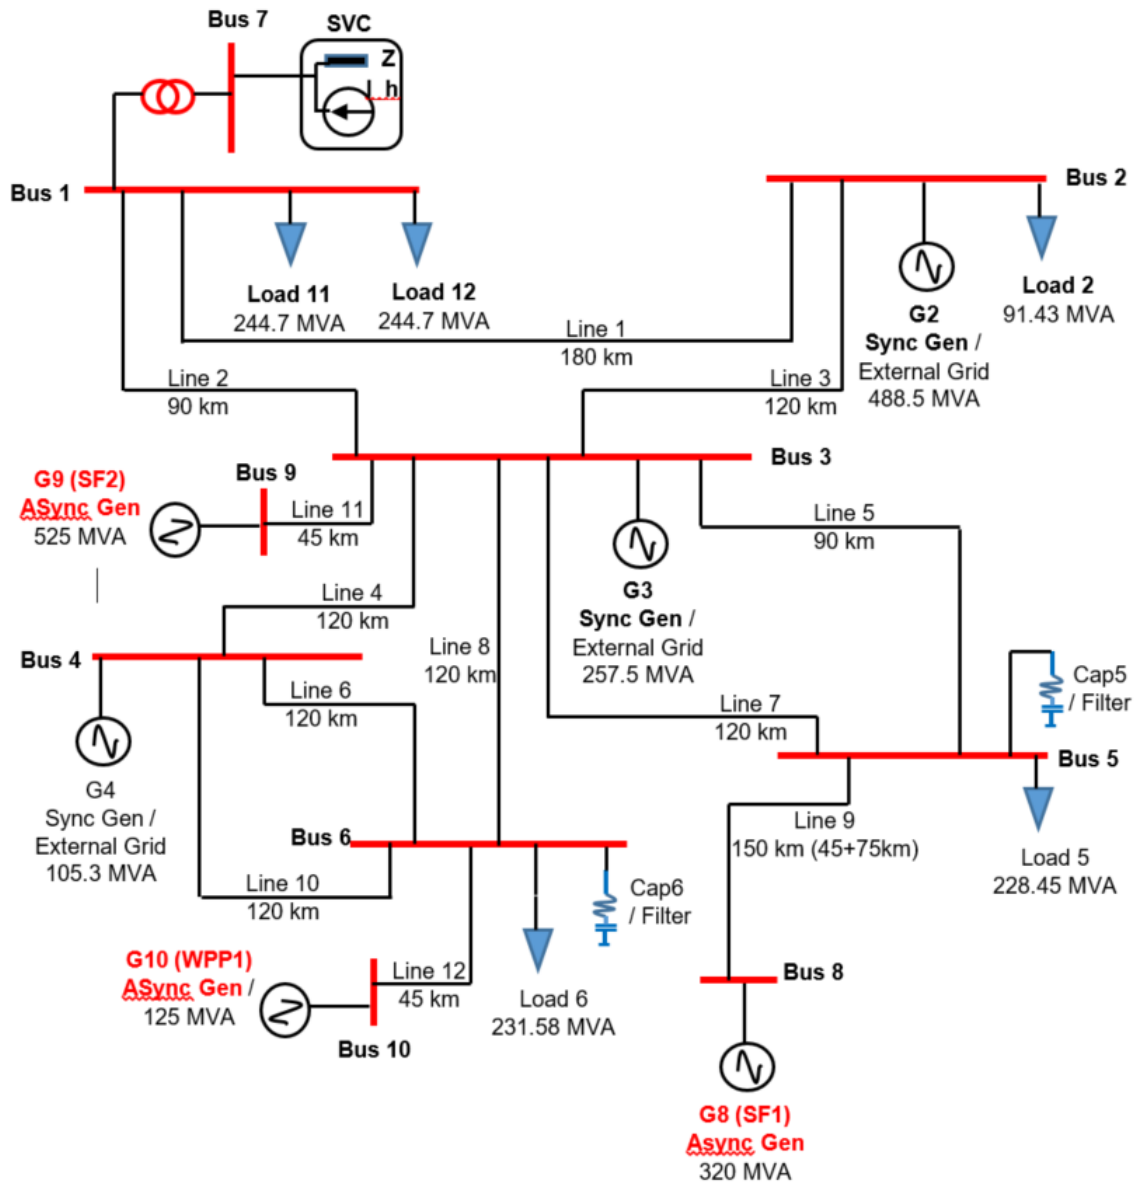 Bus 7
SVC
Z
I_h
Bus 1
Bus 2
Load 11
244.7 MVA
Load 12
244.7 MVA
Load 2
91.43 MVA
G2
Sync Gen /
External Grid
488.5 MVA
Line 1
180 km
Line 2
90 km
Line 3
120 km
Bus 3
G9 (SF2)
ASync Gen
525 MVA
Bus 9
Line 11
45 km
Line 5
90 km
G3
Sync Gen /
External Grid
257.5 MVA
Line 4
120 km
Line 8
120 km
Bus 4
Line 6
120 km
Line 7
120 km
Cap5
/ Filter
Bus 5
G4
Sync Gen /
External Grid
105.3 MVA
Bus 6
Line 9
150 km (45+75km)
Load 5
228.45 MVA
Line 10
120 km
Cap6
/ Filter
G10 (WPP1)
ASync Gen /
125 MVA
Line 12
45 km
Bus 10
Load 6
231.58 MVA
Bus 8
G8 (SF1)
Async Gen
320 MVA